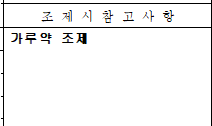 조 제 시 참 고 사 항
가루약 조제